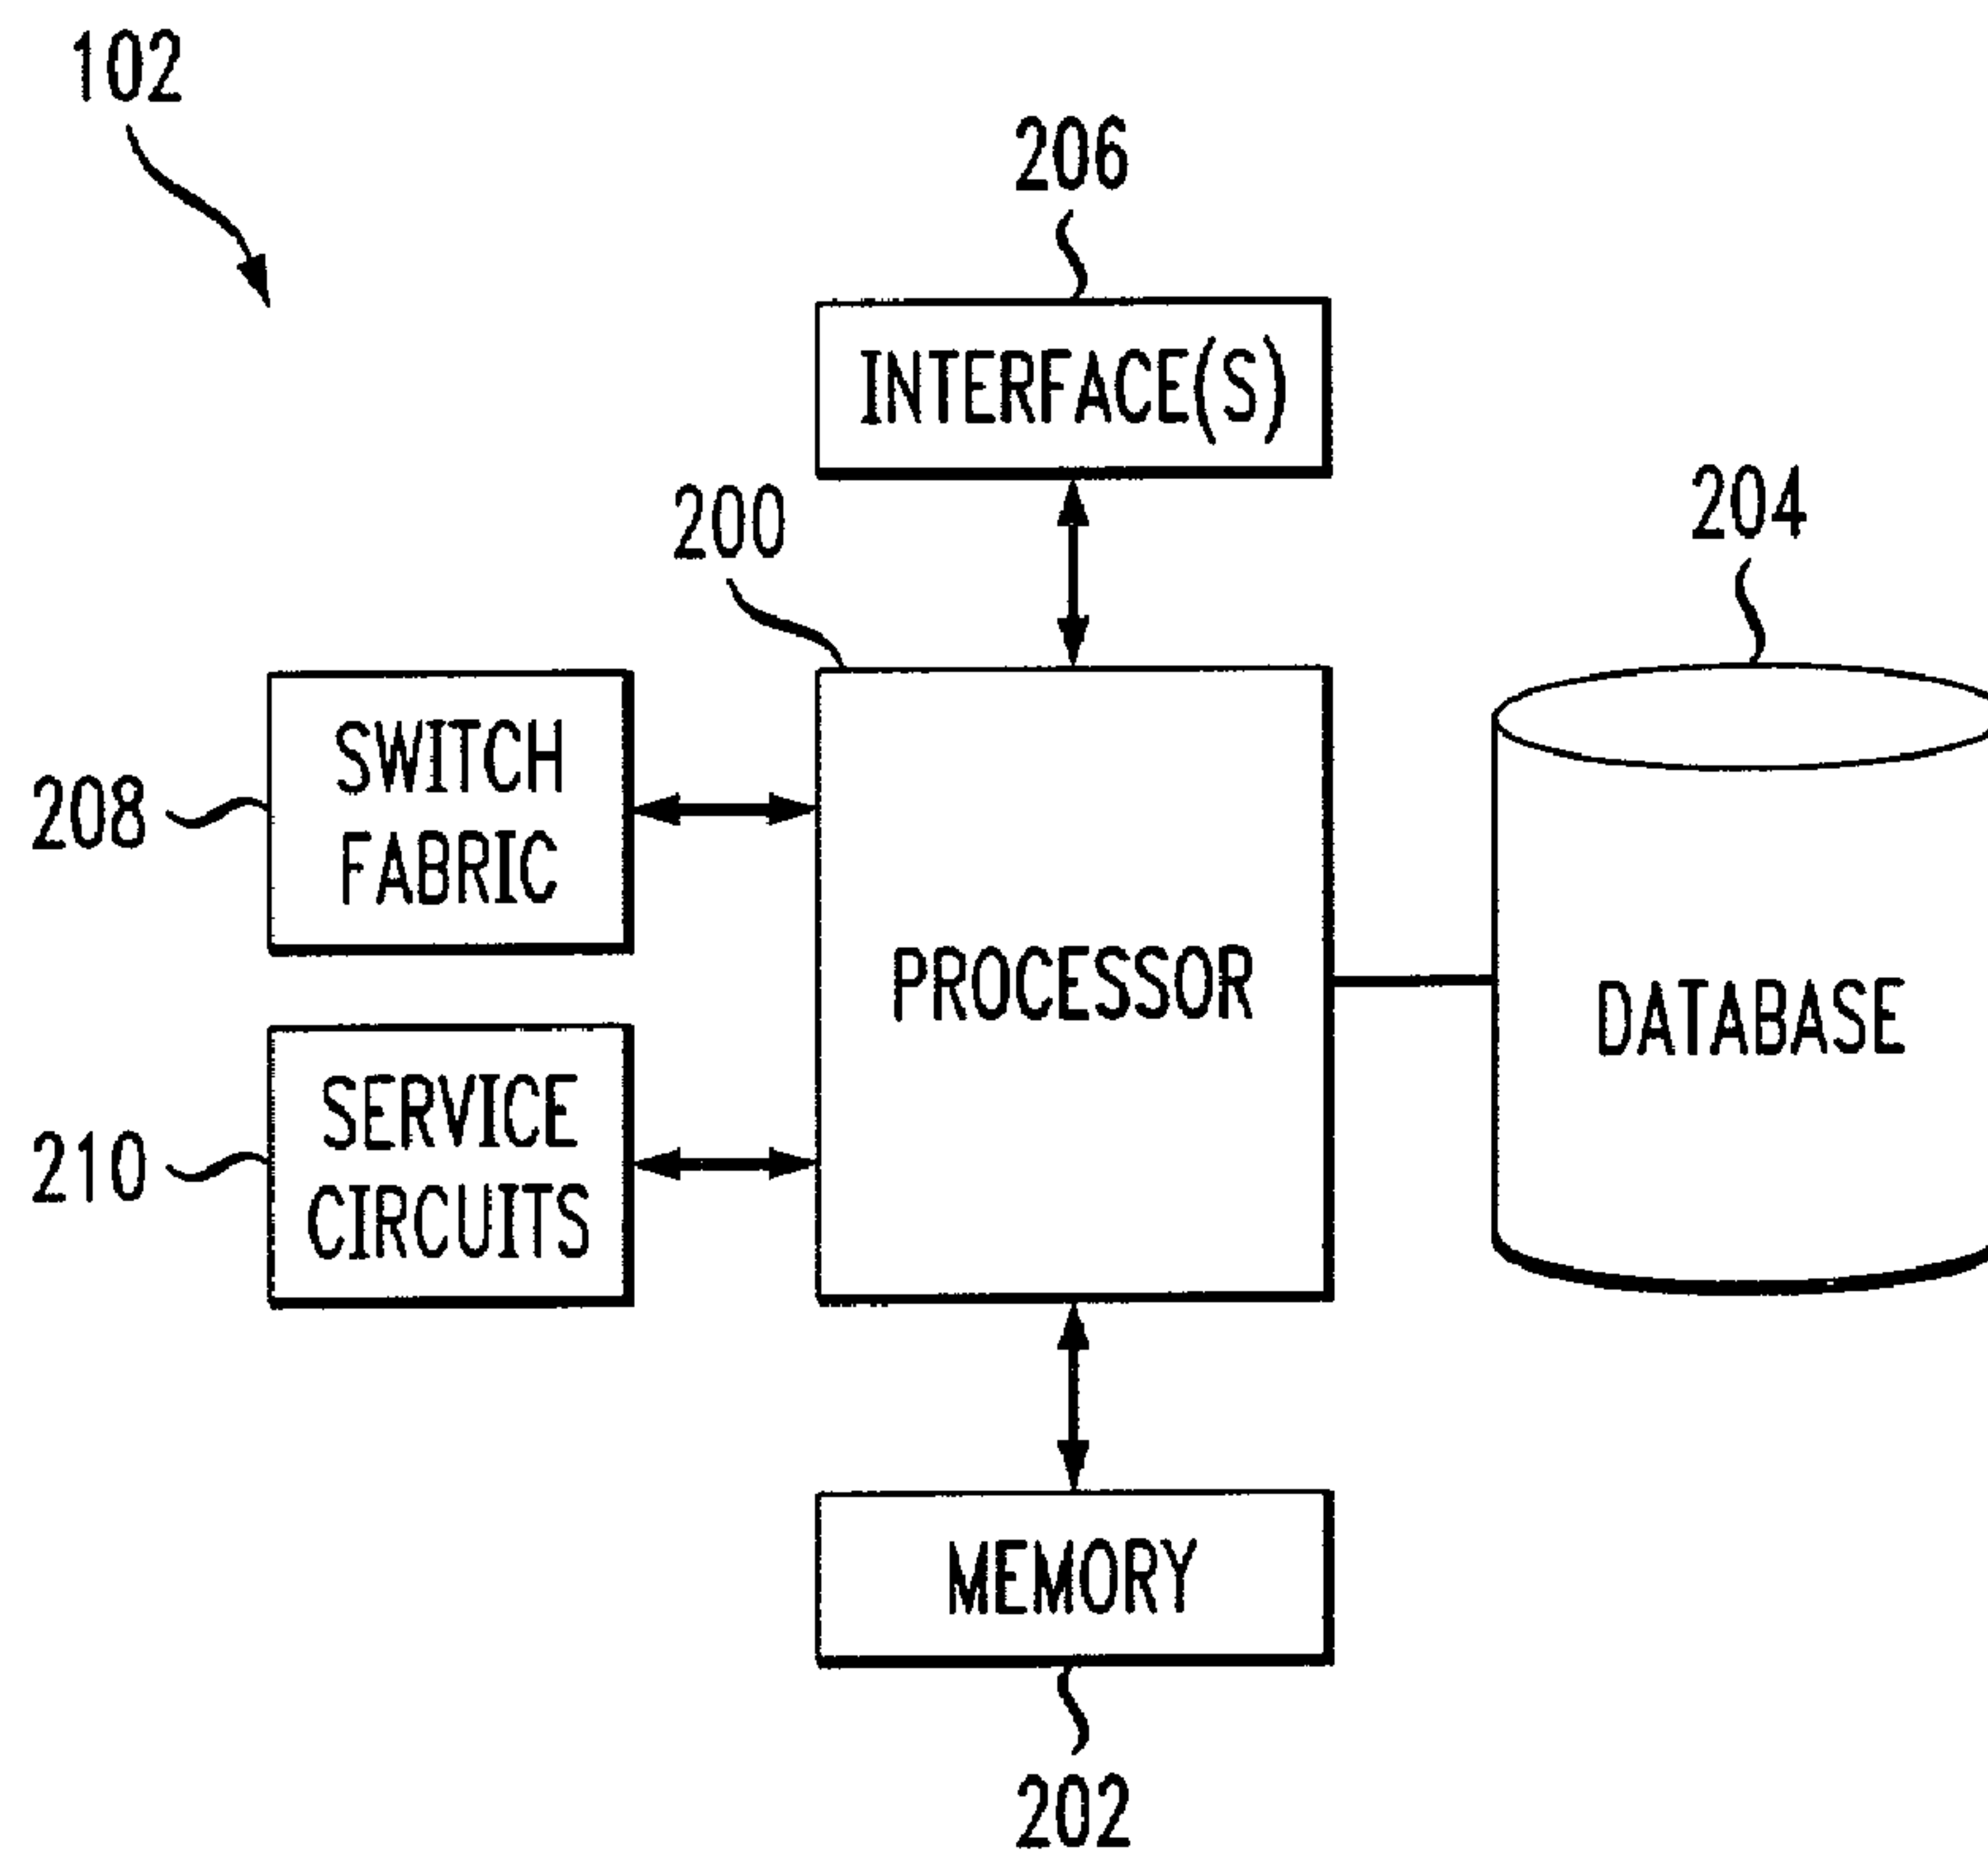 102
206
INTERFACE(S)
200
204
208
SWITCH
FABRIC
PROCESSOR
DATABASE
210
SERVICE
CIRCUITS
MEMORY
202